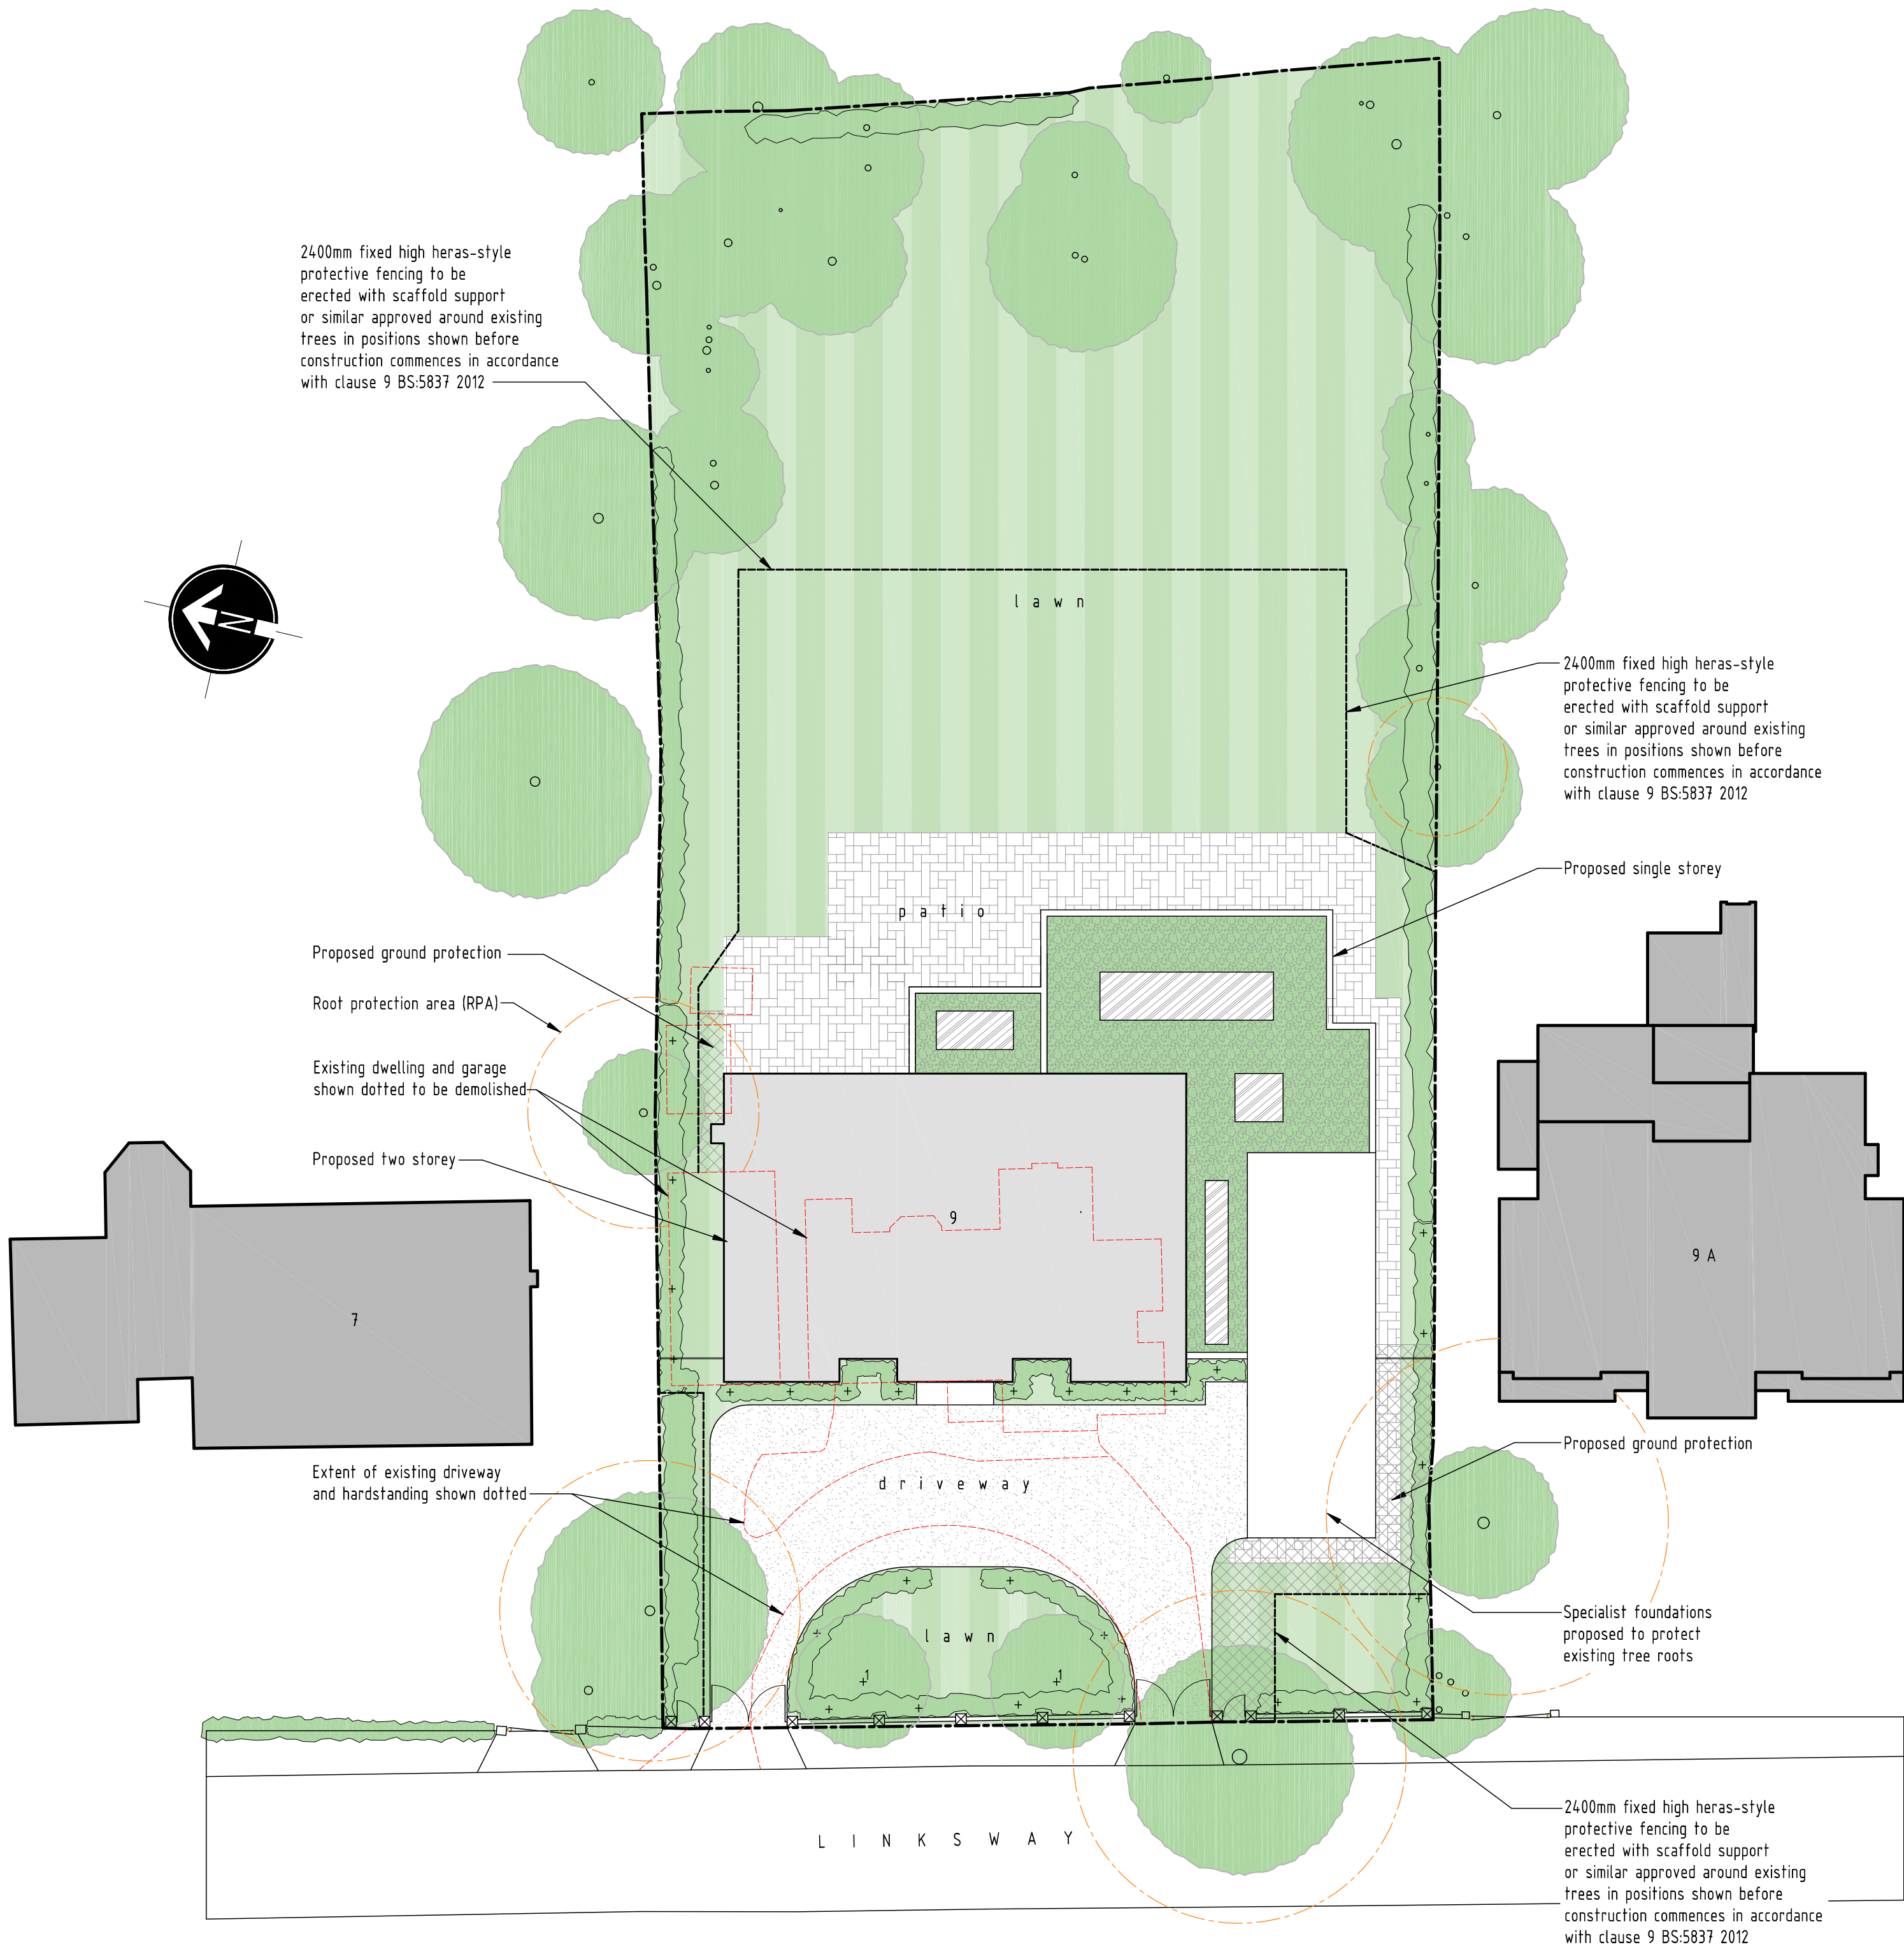 2400mm fixed high heras-style
protective fencing to be
erected with scaffold support
or similar approved around existing
trees in positions shown before
construction commences in accordance
with clause 9 BS:5837 2012
N
lawn
2400mm fixed high heras-style
protective fencing to be
erected with scaffold support
or similar approved around existing
trees in positions shown before
construction commences in accordance
with clause 9 BS:5837 2012
Proposed single storey
patio
Proposed ground protection
Root protection area (RPA)
Existing dwelling and garage
shown dotted to be demolished
Proposed two storey
9
9 A
7
Proposed ground protection
Extent of existing driveway
and hardstanding shown dotted
driveway
Specialist foundations
proposed to protect
existing tree roots
lawn
1
1
LINKSWAY
2400mm fixed high heras-style
protective fencing to be
erected with scaffold support
or similar approved around existing
trees in positions shown before
construction commences in accordance
with clause 9 BS:5837 2012